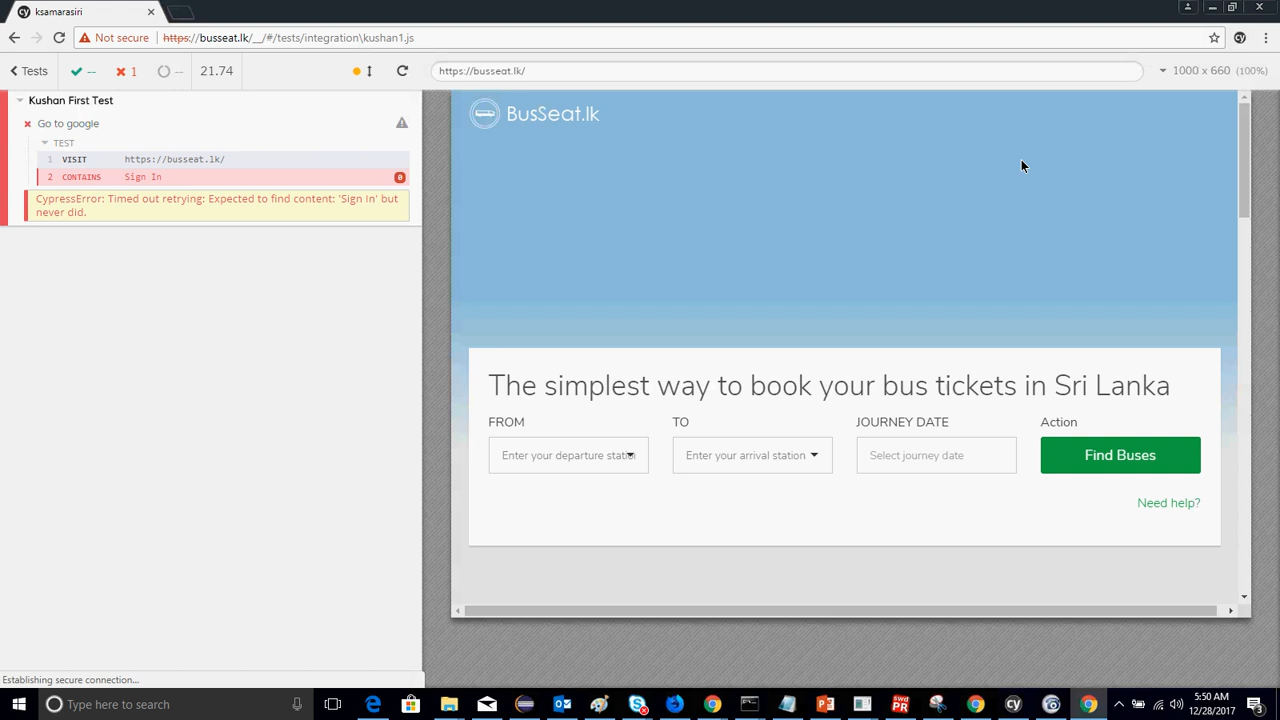 ksamarasiri
Not secure https://busseat.lk/__/#/tests/integration\kushan1.js
Tests -- 1 -- 21.74 https://busseat.lk/ 1000 x 660 (100%)
Kushan First Test
Go to google
TEST
1 VISIT https://busseat.lk/
2 CONTAINS Sign In 0
CypressError: Timed out retrying: Expected to find content: 'Sign In' but
never did.
BusSeat.lk
The simplest way to book your bus tickets in Sri Lanka
FROM TO JOURNEY DATE Action
Enter your departure station Enter your arrival station Select journey date Find Buses
Need help?
Establishing secure connection...
Type here to search
5:50 AM
12/28/2017